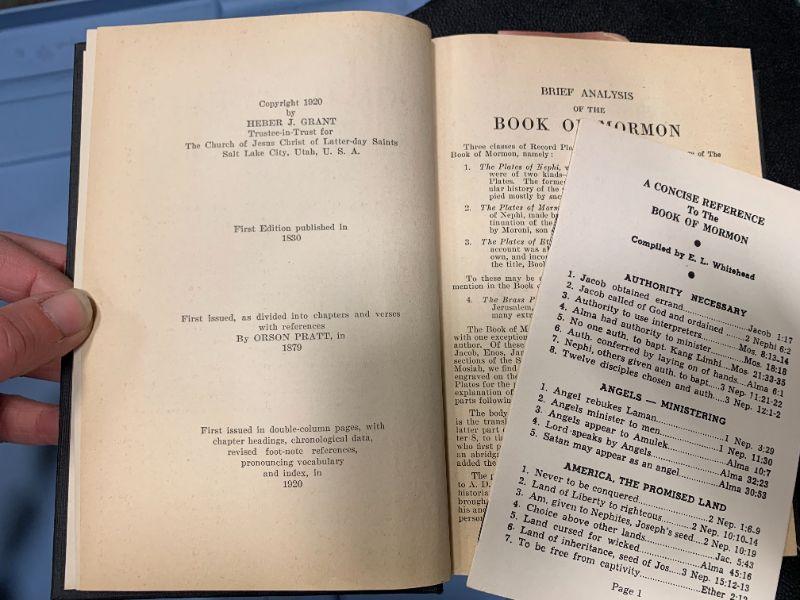 Copyright 1920
by
HEBER J. GRANT
Trustee-in-Trust for
The Church of Jesus Christ of Latter-day Saints
Salt Lake City, Utah, U. S. A.
First Edition published in
1830
First issued, as divided into chapters and verses
with references
By ORSON PRATT, in
1879
First issued in double-column pages, with
chapter headings, chronological data,
revised foot-note references,
pronouncing vocabulary
and index, in
1920
BRIEF ANALYSIS
OF THE
BOOK OF MORMON
Three classes of Record Pla
m of The
Book of Mormon, namely:
1. The Plates of Nephi,
were of two kinds—
Plates. The forme
ular history of the
pied mostly by sac
2. The Plates of Morm
of Nephi, made b
tinuation of the
by Moroni, son
3. The Plates of Eth
account was a
own, and inco
the title, Book
To these may be
mention in the Book of
4. The Brass P
Jerusalem,
many extr
The Book of M
with one exception
author. Of these
Jacob, Enos, Jar
sections of the S
Mosiah, we find
engraved on the
Plates for the p
explanation of
parts following
The body
is the transl
latter part
ter 8, to th
who first p
an abridg
added the
The p
to A. D.
historia
brough
his and
person
A CONCISE REFERENCE
To the
BOOK OF MORMON
Compiled by E. L. Whitehead
AUTHORITY NECESSARY
1. Jacob obtained errand Jacob 1:17
2. Jacob called of God and ordained 2 Nephi 6:2
3. Authority to use interpreters Mos. 8:13-14
4. Alma had authority to minister Mos. 18:18
5. No one auth. to bapt. Kang Limhi Mos. 21:33-35
6. Auth. conferred by laying on of hands Alma 6:1
7. Nephi, others given auth. to bapt. 3 Nep. 11:21-22
8. Twelve disciples chosen and auth. 3 Nep. 12:1-2
ANGELS — MINISTERING
1. Angel rebukes Laman 1 Nep. 3:29
2. Angels minister to men 1 Nep. 11:30
3. Angels appear to Amulek Alma 10:7
4. Lord speaks by Angels Alma 32:23
5. Satan may appear as an angel Alma 30:53
AMERICA, THE PROMISED LAND
1. Never to be conquered 2 Nep. 1:6-9
2. Land of Liberty to righteous 2 Nep. 10:10-14
3. Am. given to Nephites, Joseph's seed 2 Nep. 10:19
4. Choice above other lands Jac. 5:43
5. Land cursed for wicked Alma 45:16
6. Land of inheritance, seed of Jos. 3 Nep. 15:12-13
7. To be free from captivity Ether 2:12
Page 1